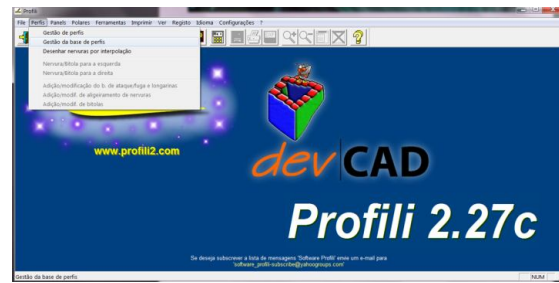 Profili
File Perfis Panels Polares Ferramentas Imprimir Ver Registo Idioma Configurações ?
Gestão de perfis
Gestão da base de perfis
Desenhar nervuras por interpolação
Nervura/Bitola para a esquerda
Nervura/Bitola para a direita
Adição/modificação do b. de ataque/fuga e longarinas
Adição/modif. de aligeiramento de nervuras
Adição/modif. de bitolas
www.profili2.com
devCAD
Profili 2.27c
Se deseja subscrever a lista de mensagens 'Software Profili' envie um e-mail para
'software_profili-subscribe@yahoogroups.com'
Gestão da base de perfis
NUM